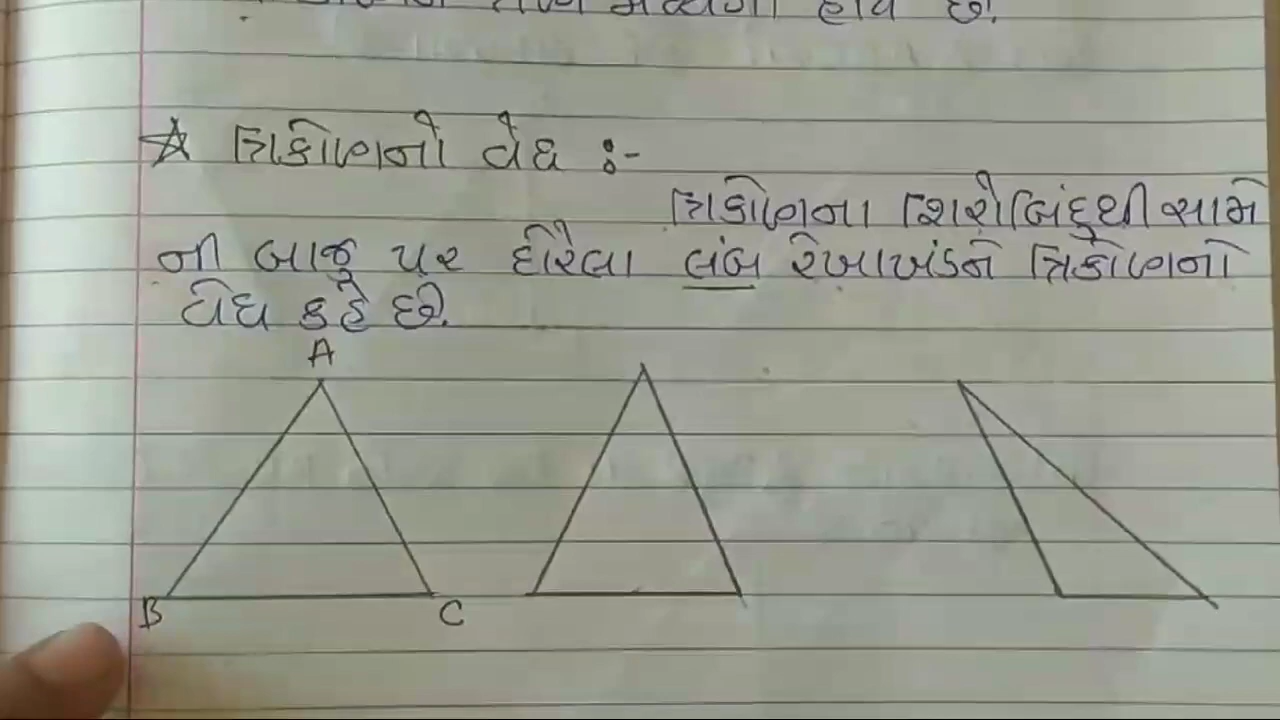 હોય છે.
☆ ત્રિકોણનો વેધ :-
ત્રિકોણના શિરોબિંદુથી સામે
ની બાજુ પર દોરેલા લંબ રેખાખંડને ત્રિકોણનો
વેધ કહે છે.
A
B C